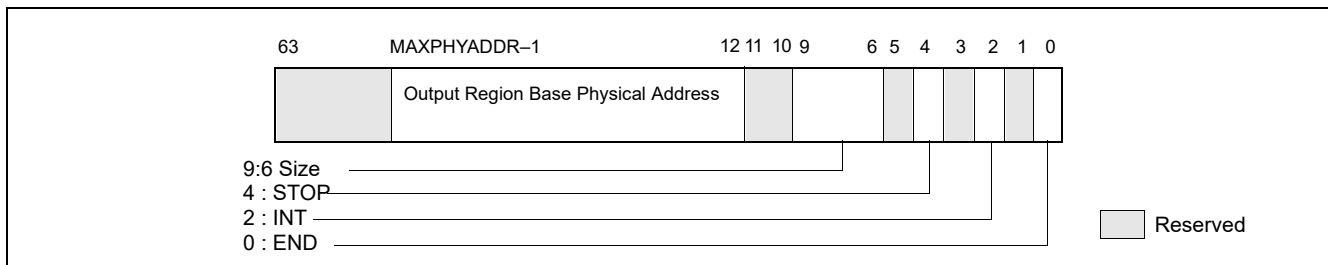 63 MAXPHYADDR–1 12 11 10 9 6 5 4 3 2 1 0
Output Region Base Physical Address
9:6 Size
4 : STOP
2 : INT
0 : END
Reserved